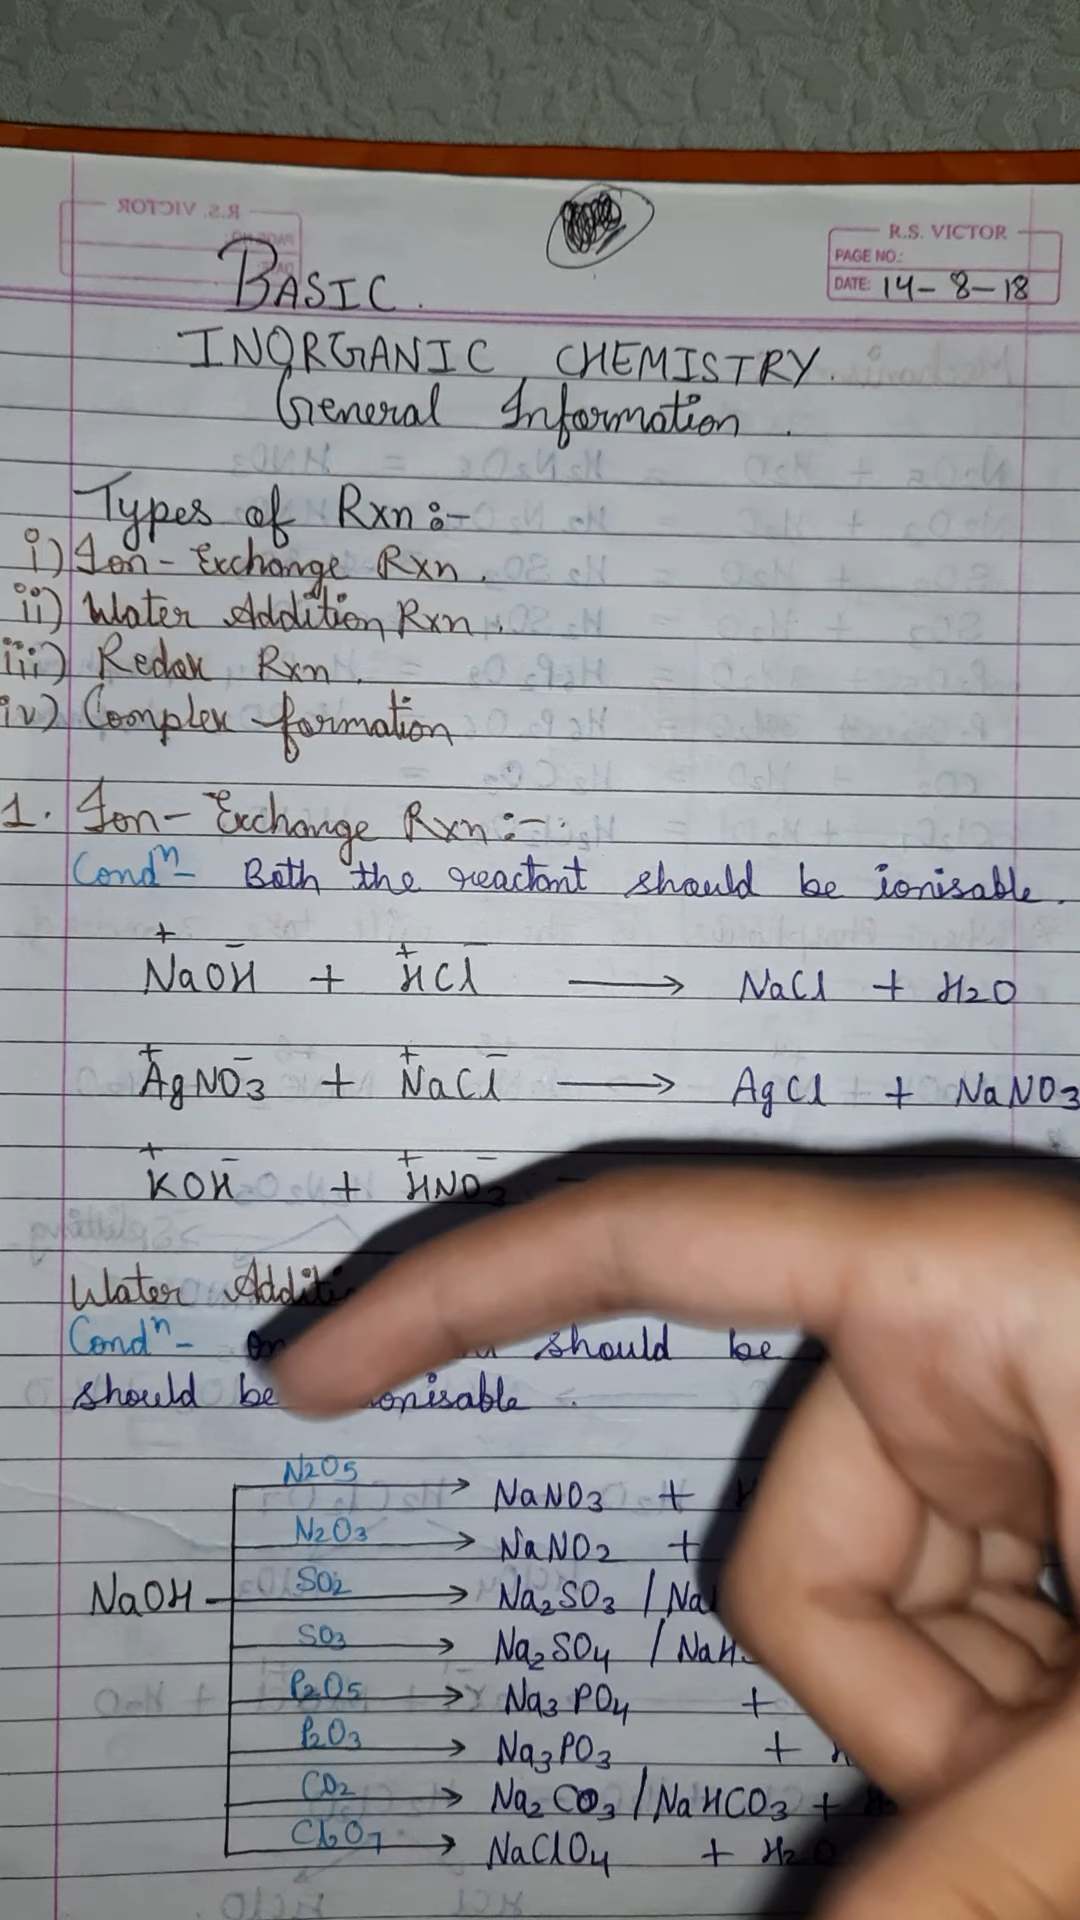 R.S. VICTOR
PAGE NO.:
DATE: 14-8-18
BASIC.
INORGANIC CHEMISTRY.
General Information.
Types of Rxn :-
i) Ion-Exchange Rxn.
ii) Water Addition Rxn.
iii) Redox Rxn.
iv) Complex formation
1. Ion-Exchange Rxn :-
Condⁿ- Both the reactant should be ionisable.
+ - + -
NaOH + HCl ⟶ NaCl + H2O
+ - + -
AgNO3 + NaCl ⟶ AgCl + NaNO3
+ - + -
KOH + HNO3
Water
Condⁿ- should be
should be
N2O5 ⟶ NaNO3 +
N2O3 ⟶ NaNO2 +
NaOH SO2 ⟶ Na2SO3 /
SO3 ⟶ Na2SO4 /
P2O5 ⟶ Na3PO4 +
P2O3 ⟶ Na3PO3 +
CO2 ⟶ Na2CO3 / NaHCO3 +
Cl2O7 ⟶ NaClO4 + H2O